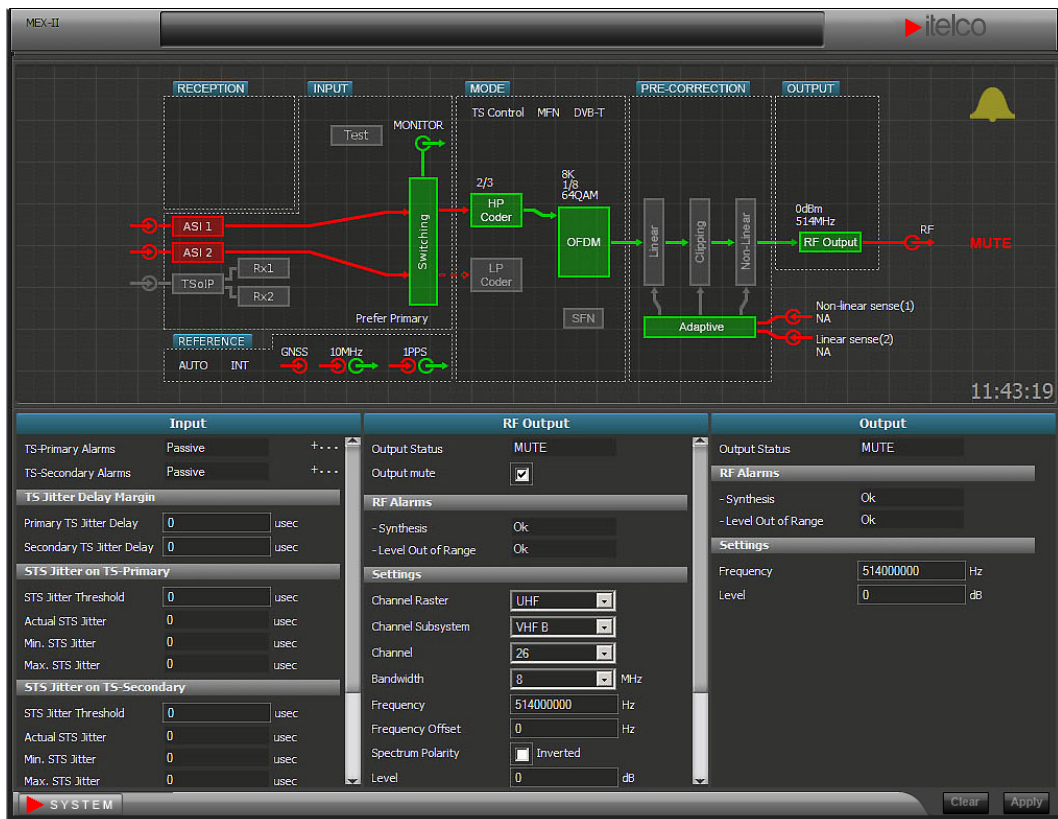 MEX-II
itelco
RECEPTION
INPUT
MODE
PRE-CORRECTION
OUTPUT
TS Control MFN DVB-T
Test
MONITOR
2/3
8K
1/8
64QAM
HP
Coder
ASI 1
ASI 2
TSoIP
Rx1
Rx2
Switching
OFDM
LP
Coder
SFN
Prefer Primary
Linear
Clipping
Non-Linear
Adaptive
0dBm
514MHz
RF Output
RF
MUTE
Non-linear sense(1)
NA
Linear sense(2)
NA
REFERENCE
AUTO INT
GNSS
10MHz
1PPS
11:43:19
Input
TS-Primary Alarms Passive +...
TS-Secondary Alarms Passive +...
TS Jitter Delay Margin
Primary TS Jitter Delay 0 usec
Secondary TS Jitter Delay 0 usec
STS Jitter on TS-Primary
STS Jitter Threshold 0 usec
Actual STS Jitter 0 usec
Min. STS Jitter 0 usec
Max. STS Jitter 0 usec
STS Jitter on TS-Secondary
STS Jitter Threshold 0 usec
Actual STS Jitter 0 usec
Min. STS Jitter 0 usec
Max. STS Jitter 0 usec
RF Output
Output Status MUTE
Output mute
RF Alarms
- Synthesis Ok
- Level Out of Range Ok
Settings
Channel Raster UHF
Channel Subsystem VHF B
Channel 26
Bandwidth 8 MHz
Frequency 514000000 Hz
Frequency Offset 0 Hz
Spectrum Polarity Inverted
Level 0 dB
Output
Output Status MUTE
RF Alarms
- Synthesis Ok
- Level Out of Range Ok
Settings
Frequency 514000000 Hz
Level 0 dB
SYSTEM
Clear Apply